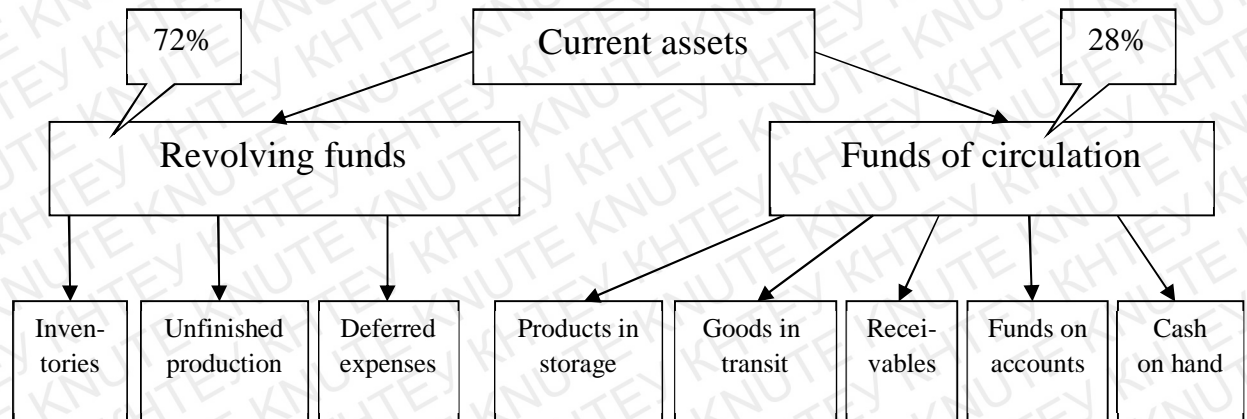 72%
Current assets
28%
Revolving funds
Funds of circulation
Inven-
tories
Unfinished
production
Deferred
expenses
Products in
storage
Goods in
transit
Recei-
vables
Funds on
accounts
Cash
on hand